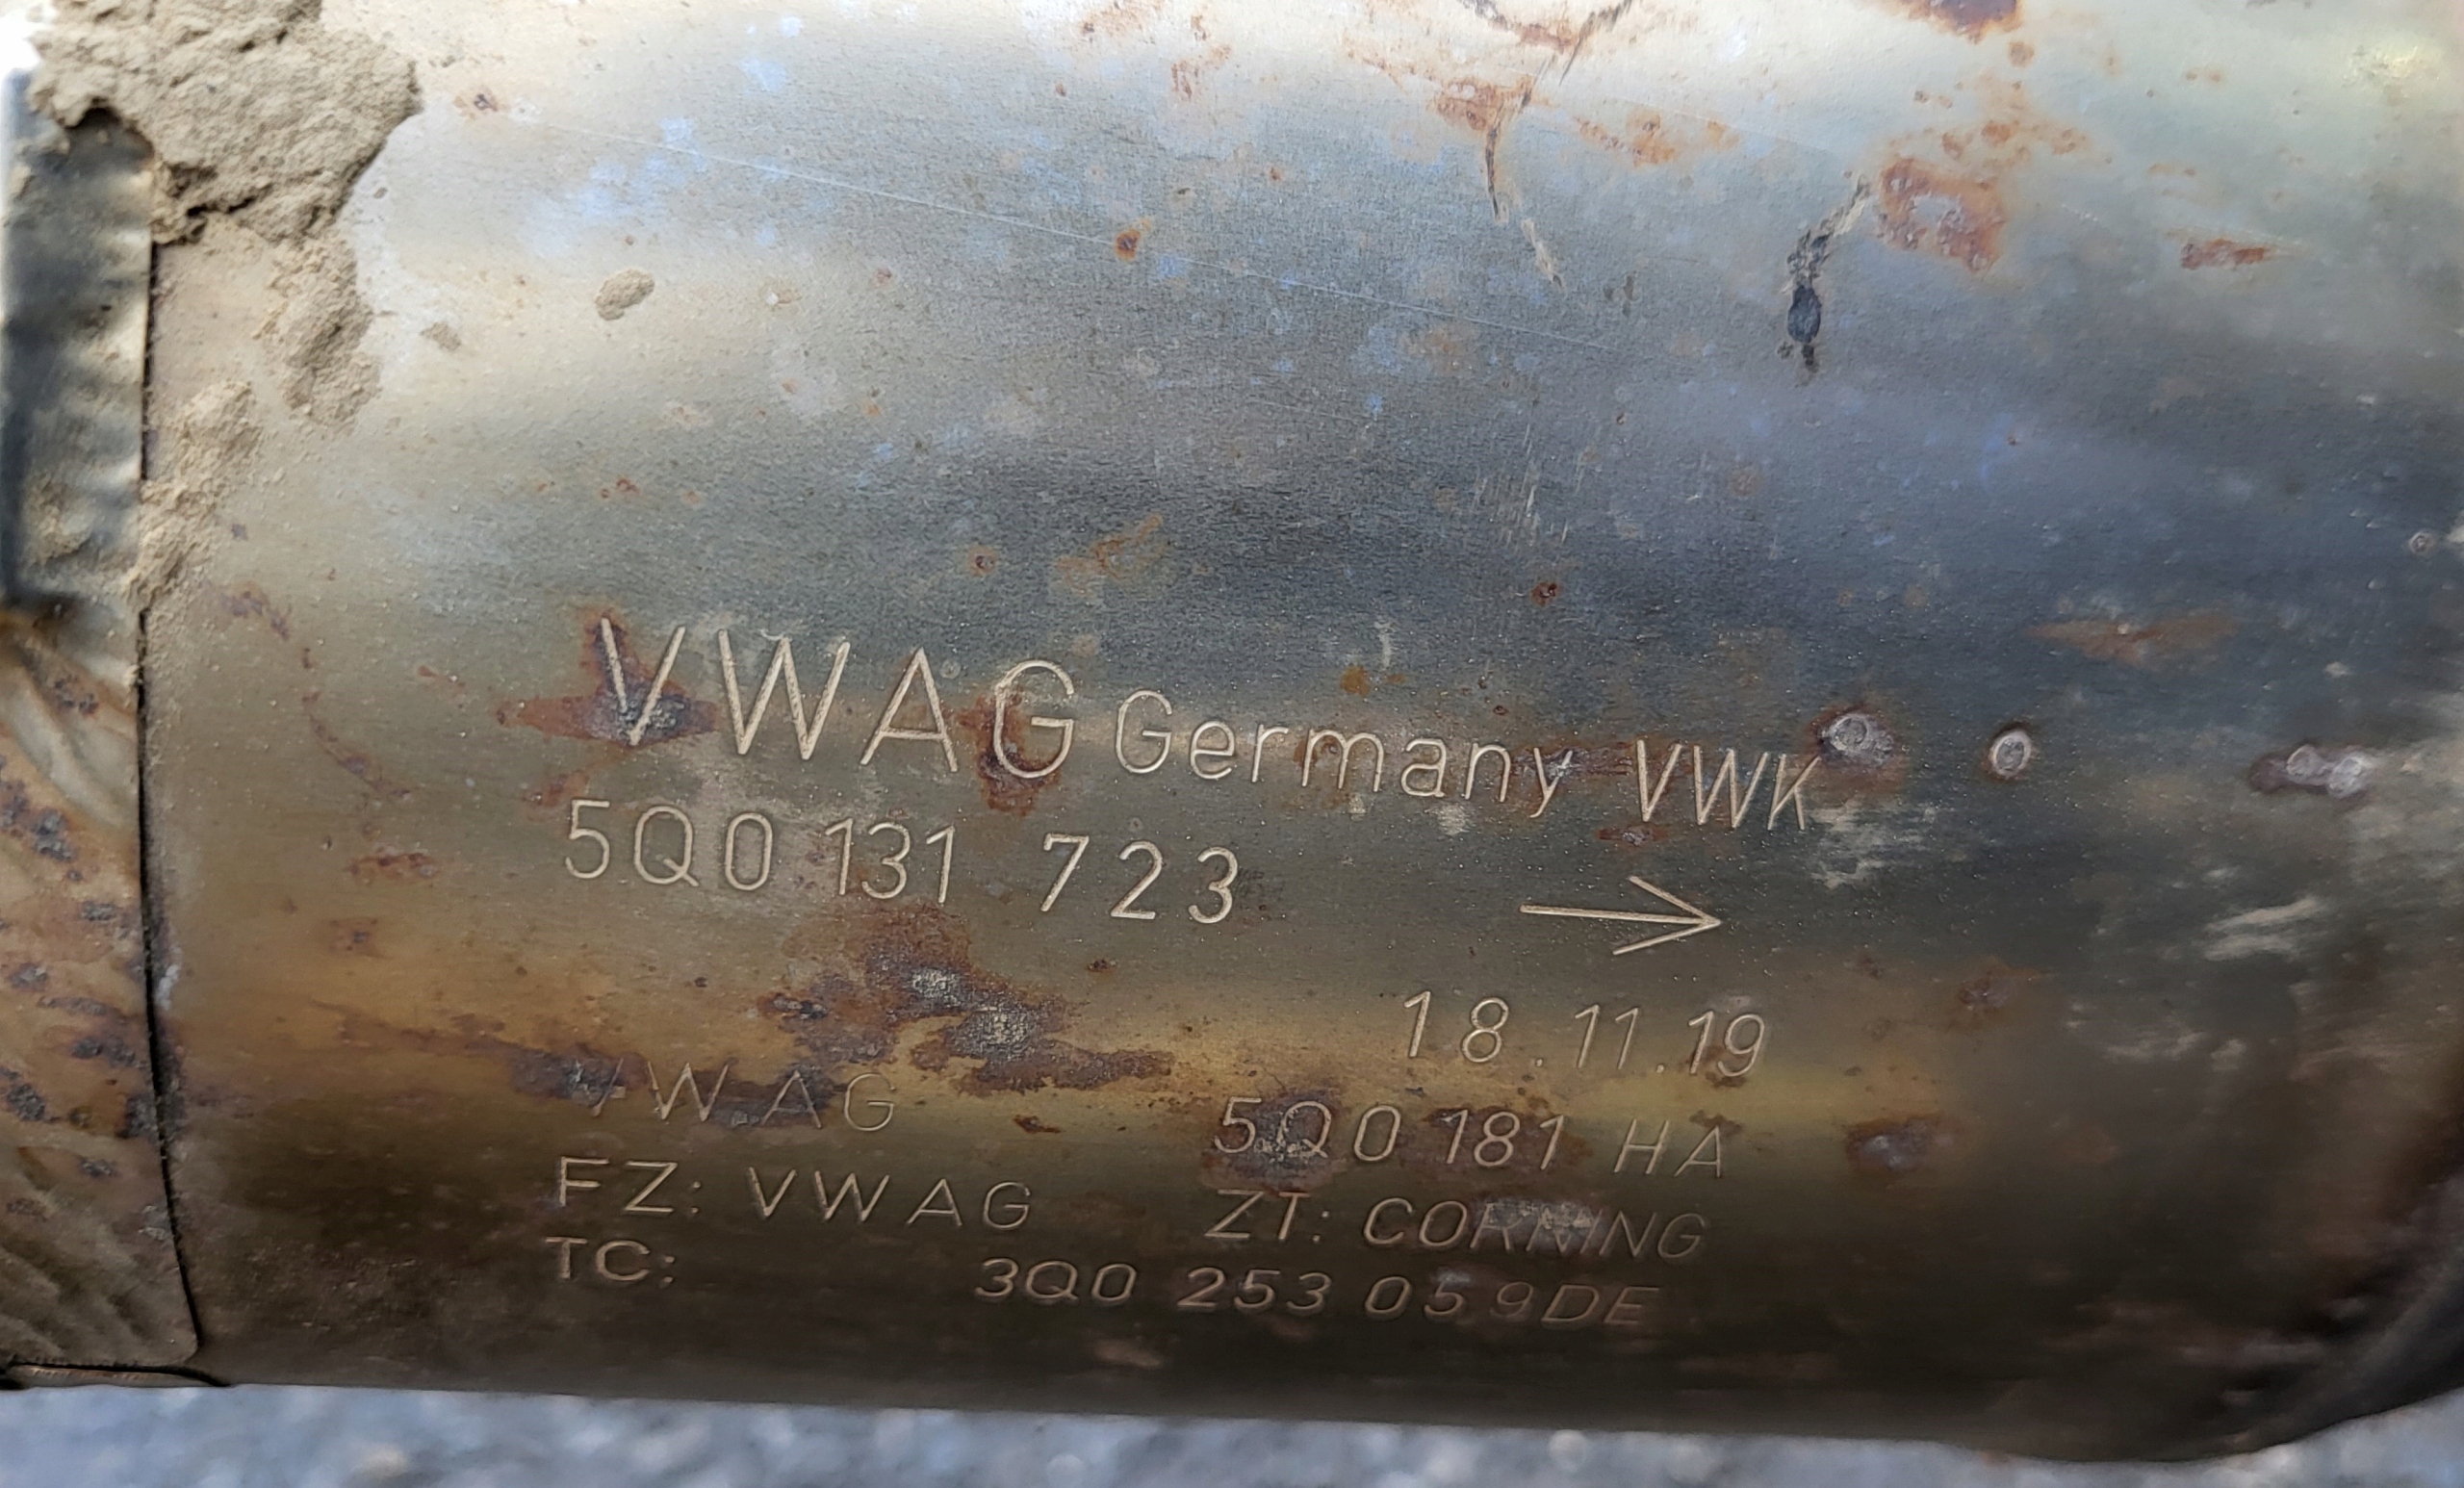 VWAG Germany VWK
5Q0 131 723 →
18.11.19
VWAG 5Q0 181 HA
FZ: VWAG ZT: CORNING
TC: 3Q0 253 059DE